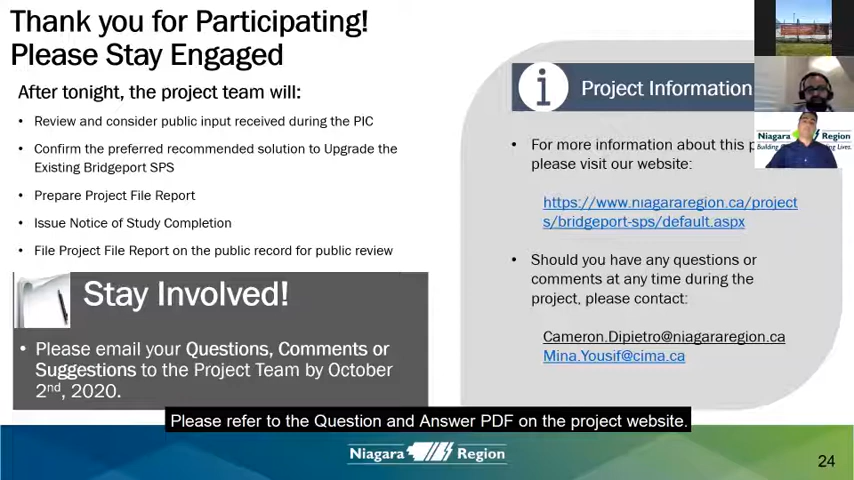 Thank you for Participating!
Please Stay Engaged
After tonight, the project team will:
• Review and consider public input received during the PIC
• Confirm the preferred recommended solution to Upgrade the
Existing Bridgeport SPS
• Prepare Project File Report
• Issue Notice of Study Completion
• File Project File Report on the public record for public review
Stay Involved!
• Please email your Questions, Comments or
Suggestions to the Project Team by October
2nd, 2020.
i Project Information
• For more information about this p
please visit our website:
https://www.niagararegion.ca/project
s/bridgeport-sps/default.aspx
• Should you have any questions or
comments at any time during the
project, please contact:
Cameron.Dipietro@niagararegion.ca
Mina.Yousif@cima.ca
Niagara Region
Building Lives.
Please refer to the Question and Answer PDF on the project website.
Niagara Region
24